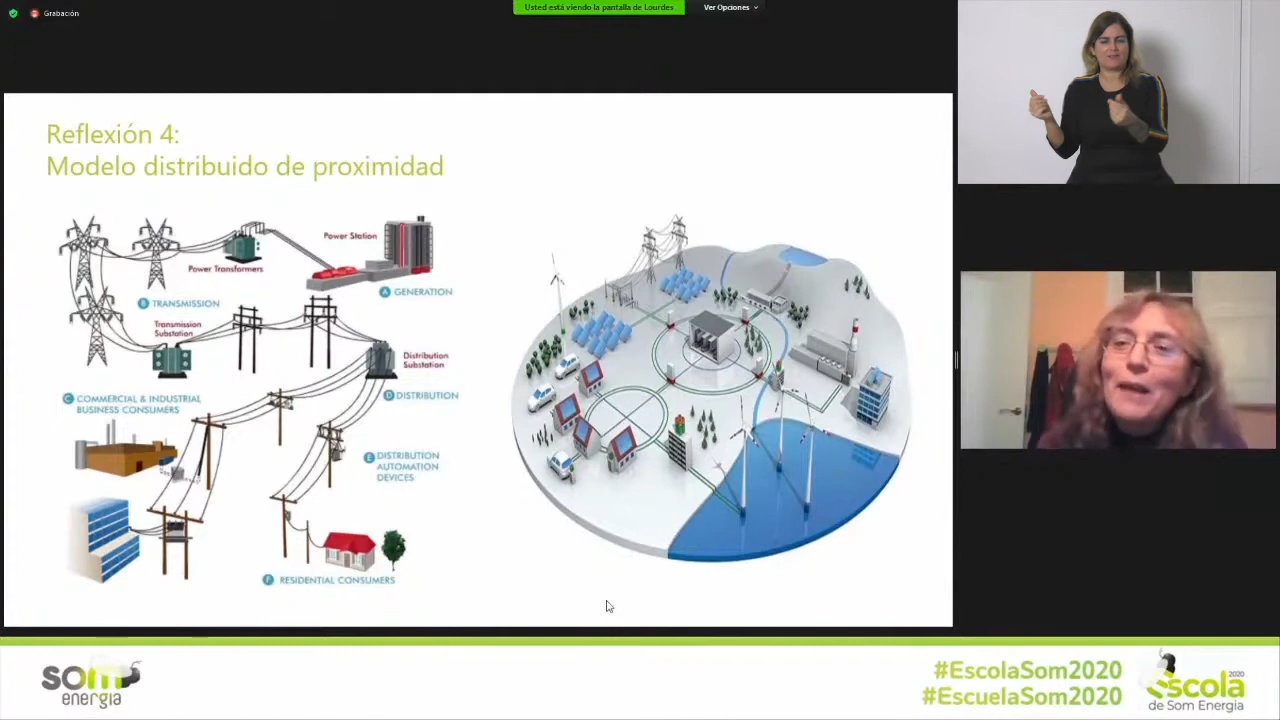 Grabación
Usted está viendo la pantalla de Lourdes
Ver Opciones
Reflexión 4:
Modelo distribuido de proximidad
Power Station
Power Transformers
A GENERATION
B TRANSMISSION
Transmission
Substation
Distribution
Substation
C COMMERCIAL & INDUSTRIAL
BUSINESS CONSUMERS
D DISTRIBUTION
E DISTRIBUTION
AUTOMATION
DEVICES
F RESIDENTIAL CONSUMERS
som
energia
#EscolaSom2020
#EscuelaSom2020
2020
Escola
de Som Energia